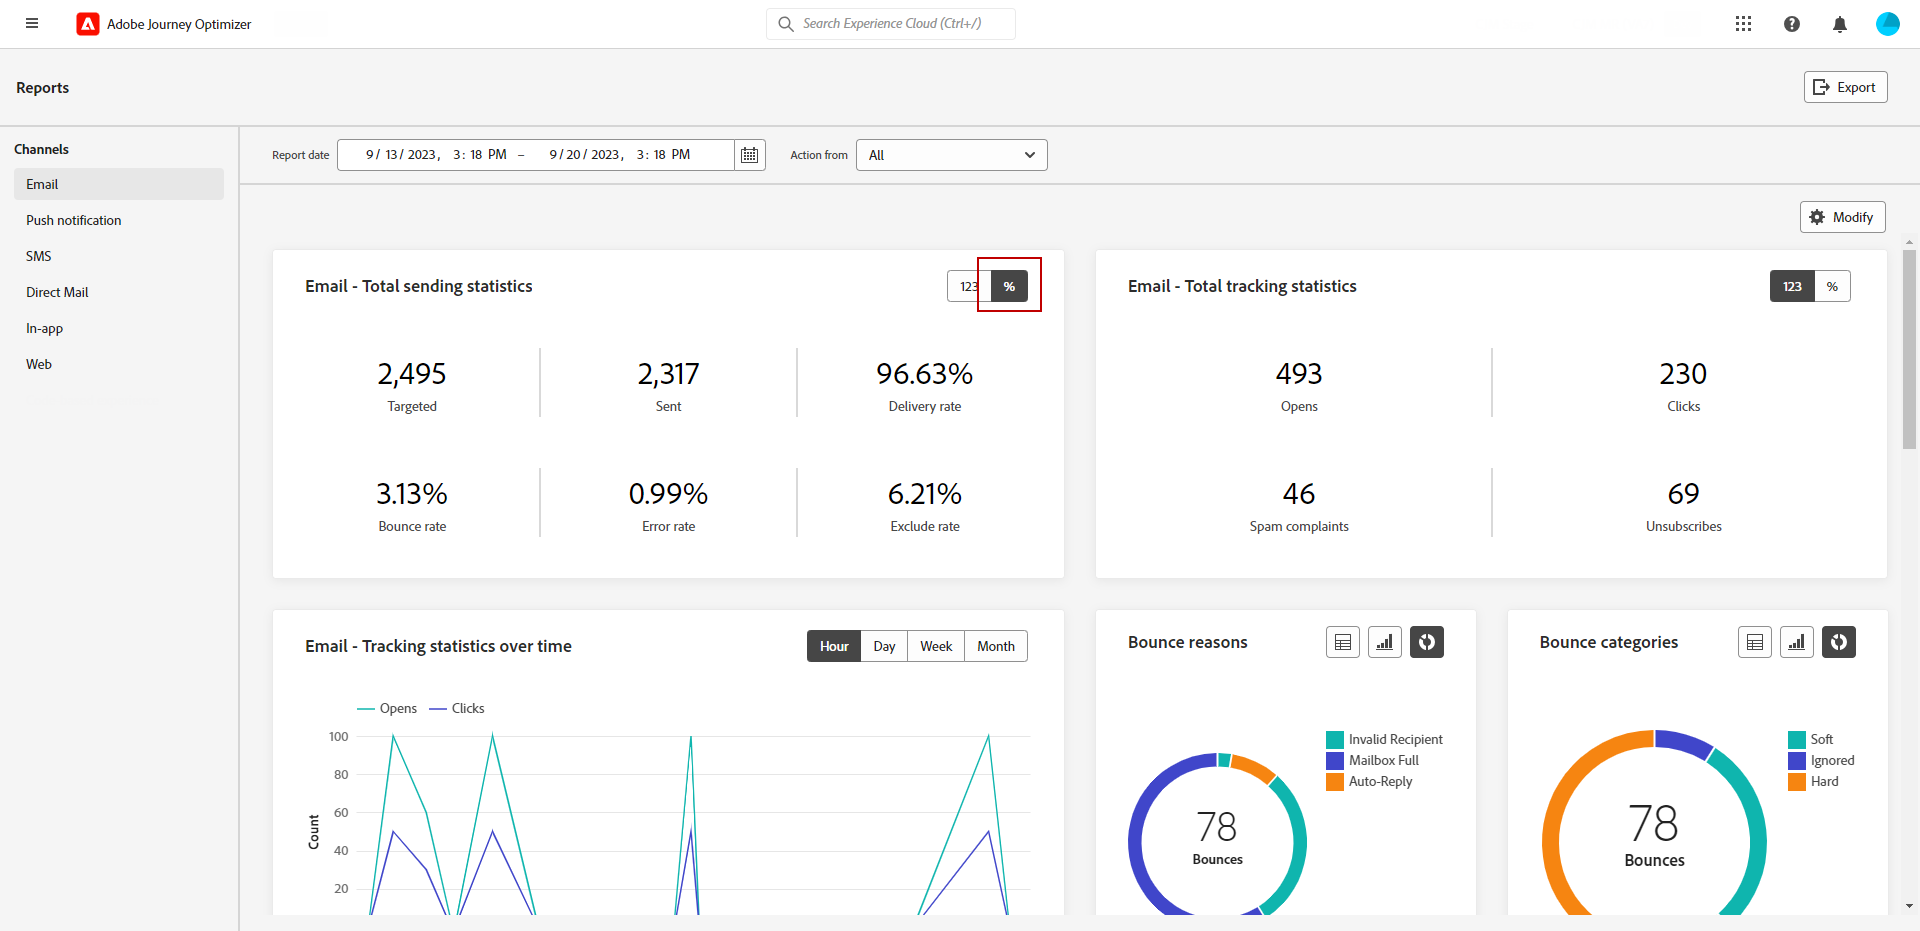 Adobe Journey Optimizer
Search Experience Cloud (Ctrl+/)
Reports
Export
Channels
Email
Push notification
SMS
Direct Mail
In-app
Web
Report date
9/ 13/ 2023, 3: 18 PM – 9/20/ 2023, 3: 18 PM
Action from
All
Modify
Email - Total sending statistics
123 %
2,495
Targeted
2,317
Sent
96.63%
Delivery rate
3.13%
Bounce rate
0.99%
Error rate
6.21%
Exclude rate
Email - Total tracking statistics
123 %
493
Opens
230
Clicks
46
Spam complaints
69
Unsubscribes
Email - Tracking statistics over time
Hour Day Week Month
Opens Clicks
Count
100
80
60
40
20
Bounce reasons
Invalid Recipient
Mailbox Full
Auto-Reply
78
Bounces
Bounce categories
Soft
Ignored
Hard
78
Bounces